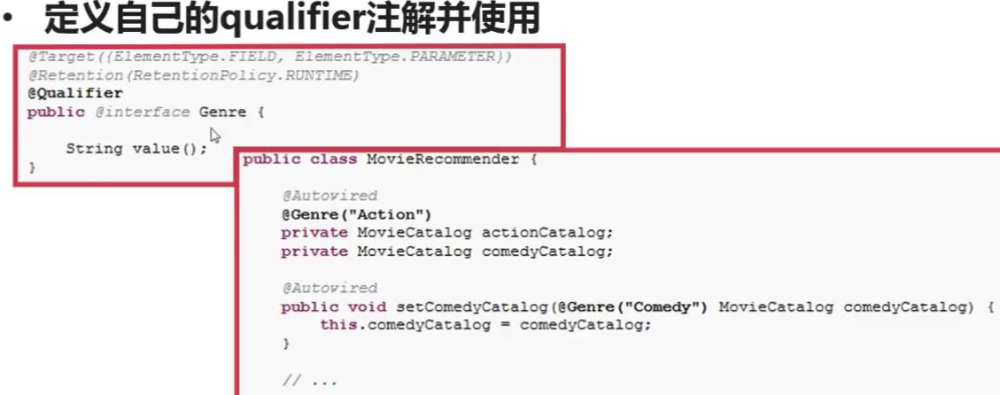 • 定义自己的qualifier注解并使用
@Target({ElementType.FIELD, ElementType.PARAMETER})
@Retention(RetentionPolicy.RUNTIME)
@Qualifier
public @interface Genre {
String value();
}
public class MovieRecommender {
@Autowired
@Genre("Action")
private MovieCatalog actionCatalog;
private MovieCatalog comedyCatalog;
@Autowired
public void setComedyCatalog(@Genre("Comedy") MovieCatalog comedyCatalog) {
this.comedyCatalog = comedyCatalog;
}
// ...